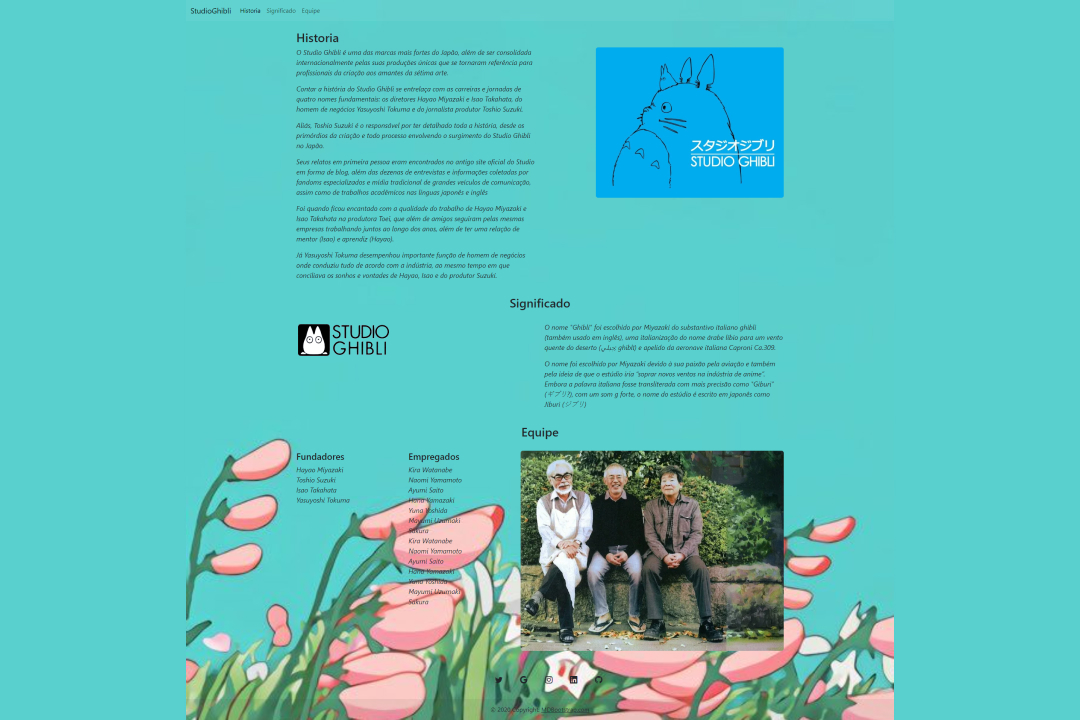 StudioGhibli Historia Significado Equipe
Historia
O Studio Ghibli é uma das marcas mais fortes do Japão, além de ser consolidada
internacionalmente pelas suas produções únicas que se tornaram referência para
profissionais da criação aos amantes da sétima arte.
Contar a história do Studio Ghibli se entrelaça com as carreiras e jornadas de
quatro nomes fundamentais: os diretores Hayao Miyazaki e Isao Takahata, do
homem de negócios Yasuyoshi Tokuma e do jornalista produtor Toshio Suzuki.
Aliás, Toshio Suzuki é o responsável por ter detalhado toda a história, desde os
primórdios da criação e todo processo envolvendo o surgimento do Studio Ghibli
no Japão.
Seus relatos em primeira pessoa eram encontrados no antigo site oficial do Studio
em forma de blog, além das dezenas de entrevistas e informações coletadas por
fandoms especializados e mídia tradicional de grandes veículos de comunicação,
assim como de trabalhos acadêmicos nas línguas japonês e inglês
Foi quando ficou encantado com a qualidade do trabalho de Hayao Miyazaki e
Isao Takahata na produtora Toei, que além de amigos seguiram pelas mesmas
empresas trabalhando juntos ao longo dos anos, além de ter uma relação de
mentor (Isao) e aprendiz (Hayao).
Já Yasuyoshi Tokuma desempenhou importante função de homem de negócios
onde conduziu tudo de acordo com a indústria, ao mesmo tempo em que
conciliava os sonhos e vontades de Hayao, Isao e do produtor Suzuki.
スタジオジブリ
STUDIO GHIBLI
Significado
STUDIO
GHIBLI
O nome "Ghibli" foi escolhido por Miyazaki do substantivo italiano ghibli
(também usado em inglês), uma italianização do nome árabe líbio para um vento
quente do deserto (جبلي ghibli) e apelido da aeronave italiana Caproni Ca.309.
O nome foi escolhido por Miyazaki devido à sua paixão pela aviação e também
pela ideia de que o estúdio iria "soprar novos ventos na indústria de anime".
Embora a palavra italiana fosse transliterada com mais precisão como "Giburi"
(ギブリ?), com um som g forte, o nome do estúdio é escrito em japonês como
Jiburi (ジブリ)
Equipe
Fundadores
Hayao Miyazaki
Toshio Suzuki
Isao Takahata
Yasuyoshi Tokuma
Empregados
Kira Watanabe
Naomi Yamamoto
Ayumi Saito
Hana Yamazaki
Yuna Yoshida
Mayumi Uzumaki
Sakura
Kira Watanabe
Naomi Yamamoto
Ayumi Saito
Hana Yamazaki
Yuna Yoshida
Mayumi Uzumaki
Sakura
© 2020 Copyright: MDBootstrap.com